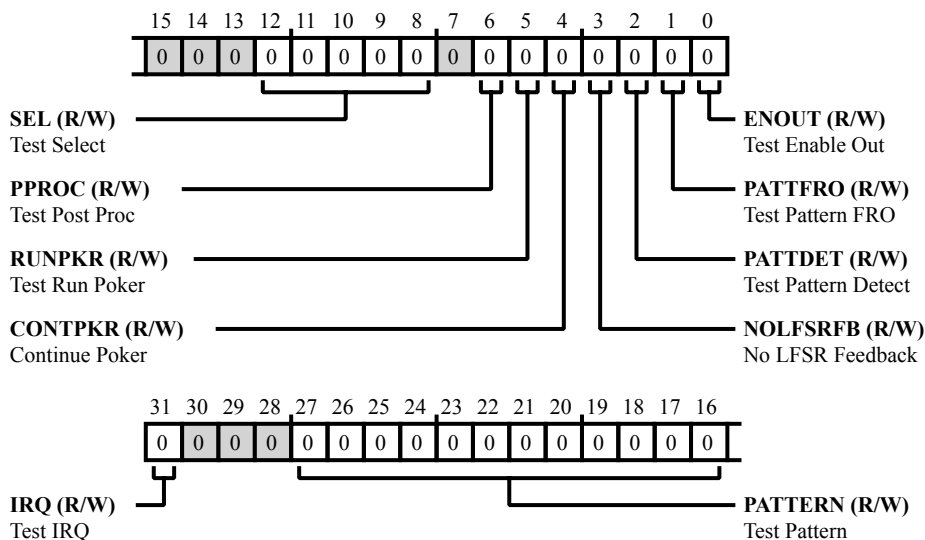 15 14 13 12 11 10 9 8 7 6 5 4 3 2 1 0
0 0 0 0 0 0 0 0 0 0 0 0 0 0 0 0
SEL (R/W)
Test Select
ENOUT (R/W)
Test Enable Out
PPROC (R/W)
Test Post Proc
PATTFRO (R/W)
Test Pattern FRO
RUNPKR (R/W)
Test Run Poker
PATTDET (R/W)
Test Pattern Detect
CONTPKR (R/W)
Continue Poker
NOLFSRFB (R/W)
No LFSR Feedback
31 30 29 28 27 26 25 24 23 22 21 20 19 18 17 16
0 0 0 0 0 0 0 0 0 0 0 0 0 0 0 0
IRQ (R/W)
Test IRQ
PATTERN (R/W)
Test Pattern